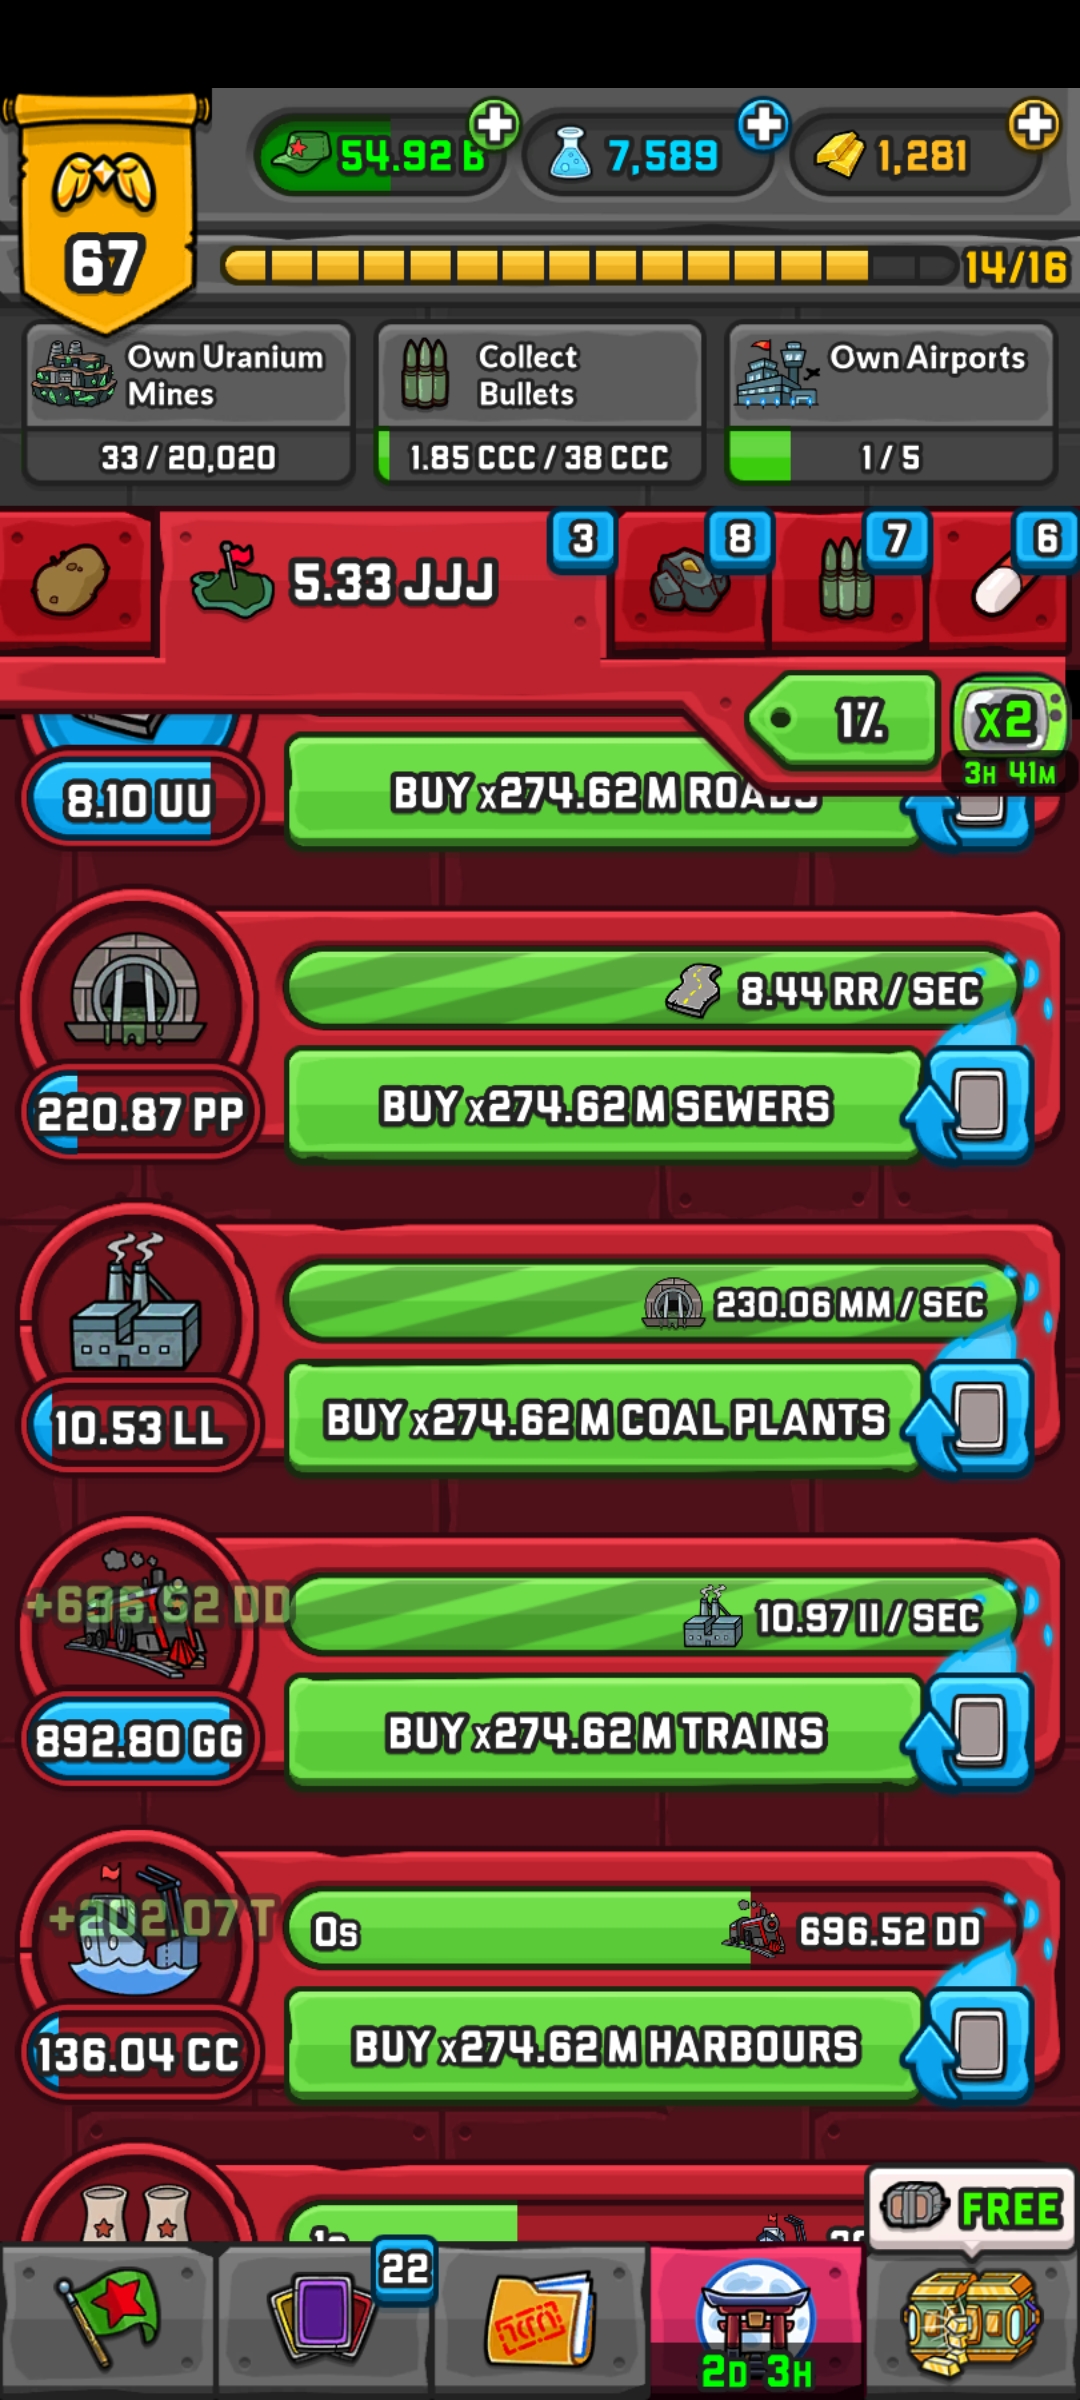 54.92 B
7,589
1,281
67
14/16
Own Uranium
Mines
33 / 20,020
Collect
Bullets
1.85 CCC / 38 CCC
Own Airports
1 / 5
5.33 JJJ
3
8
7
6
1%
x2
3H 41M
8.10 UU
BUY x274.62 M ROADS
8.44 RR / SEC
220.87 PP
BUY x274.62 M SEWERS
230.06 MM / SEC
10.53 LL
BUY x274.62 M COAL PLANTS
+696.52 DD
10.97 II / SEC
892.80 GG
BUY x274.62 M TRAINS
+202.07 T
0s
696.52 DD
136.04 CC
BUY x274.62 M HARBOURS
1s
FREE
22
2D 3H